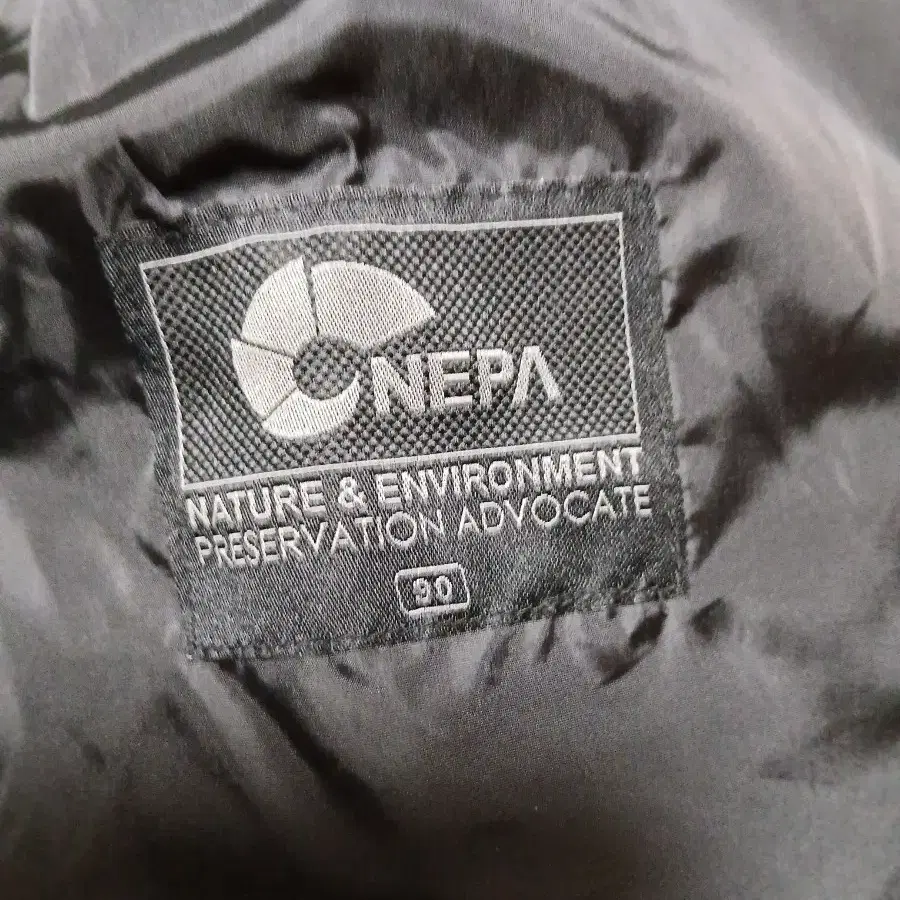 NEPA
NATURE & ENVIRONMENT
PRESERVATION ADVOCATE
90